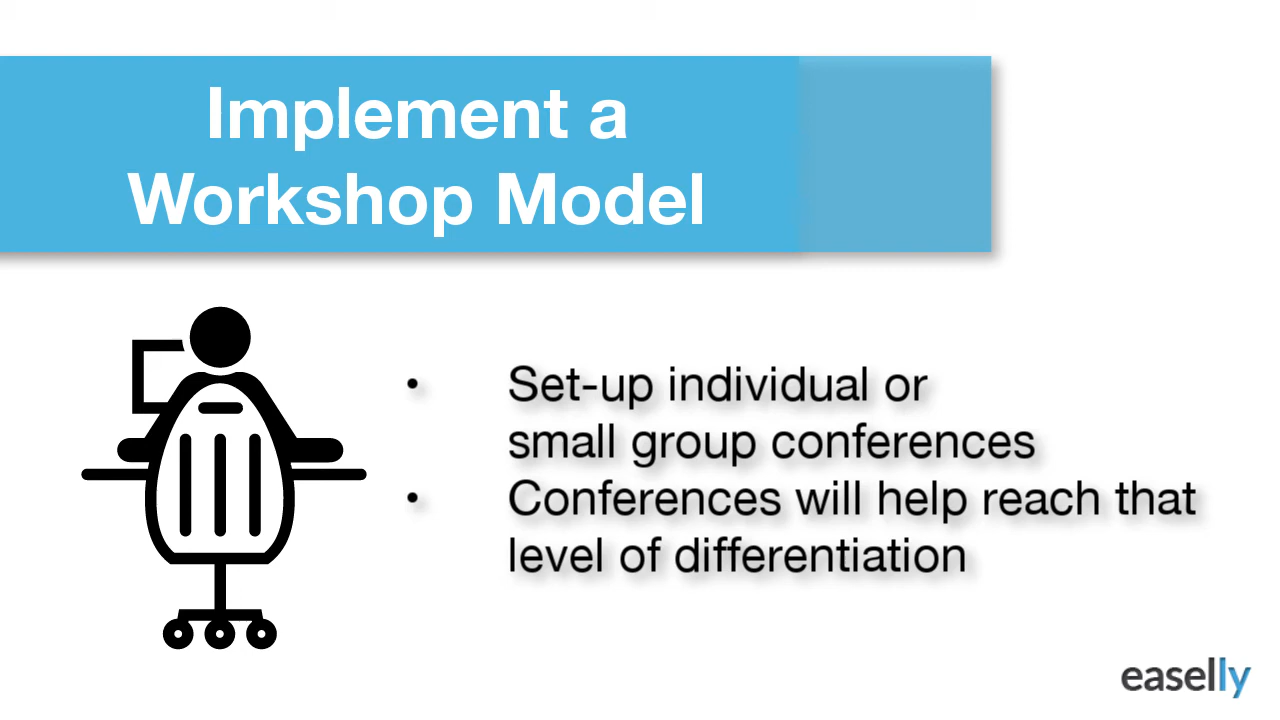 Implement a
Workshop Model
• Set-up individual or
small group conferences
• Conferences will help reach that
level of differentiation
easelly